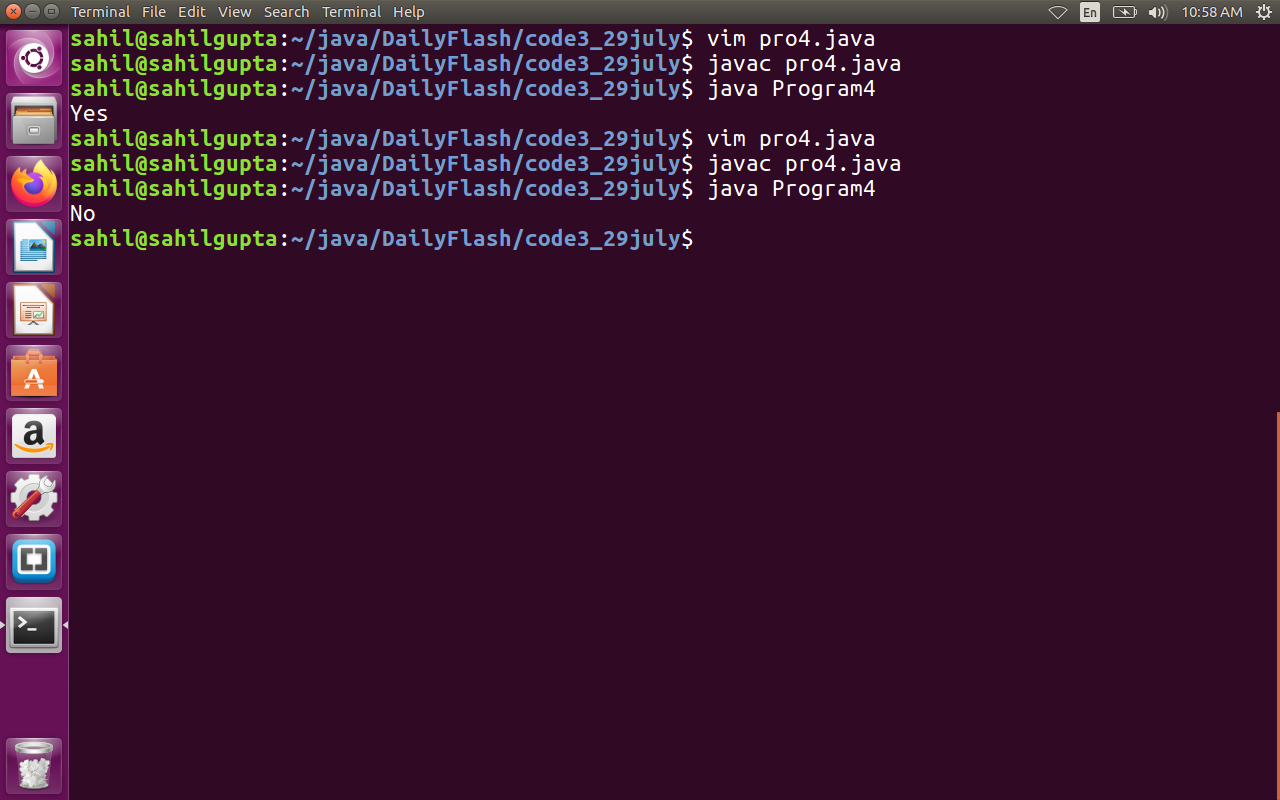 Terminal File Edit View Search Terminal Help En 10:58 AM
sahil@sahilgupta:~/java/DailyFlash/code3_29july$ vim pro4.java
sahil@sahilgupta:~/java/DailyFlash/code3_29july$ javac pro4.java
sahil@sahilgupta:~/java/DailyFlash/code3_29july$ java Program4
Yes
sahil@sahilgupta:~/java/DailyFlash/code3_29july$ vim pro4.java
sahil@sahilgupta:~/java/DailyFlash/code3_29july$ javac pro4.java
sahil@sahilgupta:~/java/DailyFlash/code3_29july$ java Program4
No
sahil@sahilgupta:~/java/DailyFlash/code3_29july$